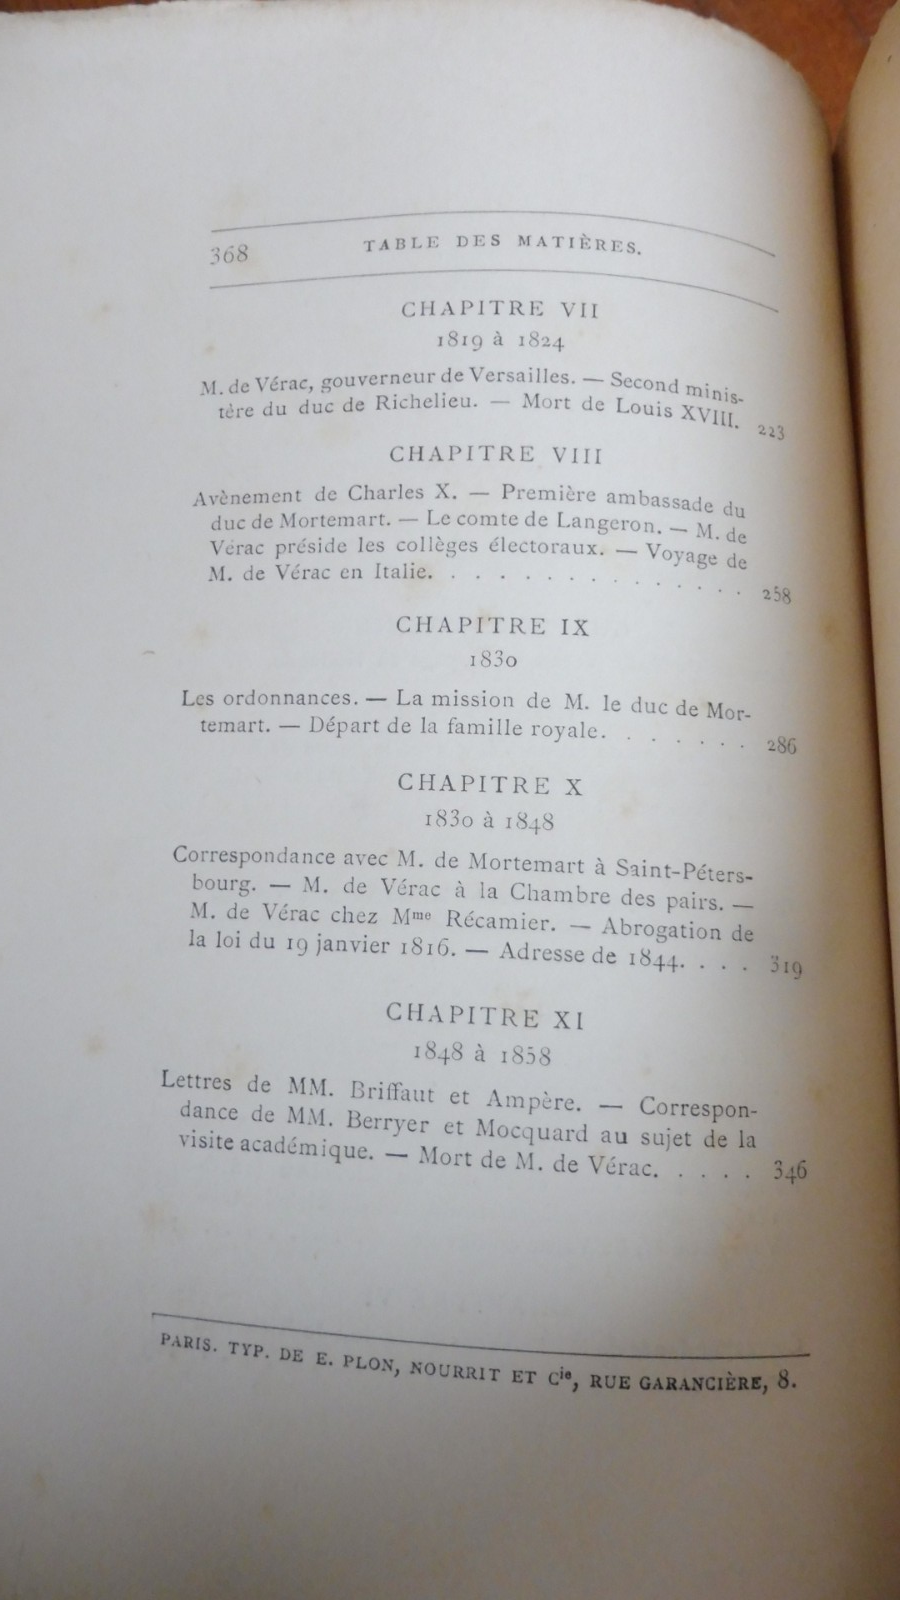 368 TABLE DES MATIÈRES.
CHAPITRE VII
1819 à 1824
M. de Vérac, gouverneur de Versailles. — Second minis-
tère du duc de Richelieu. — Mort de Louis XVIII. 223
CHAPITRE VIII
Avènement de Charles X. — Première ambassade du
duc de Mortemart. — Le comte de Langeron. — M. de
Vérac préside les collèges électoraux. — Voyage de
M. de Vérac en Italie. . . . . . . . . . . . . . . 258
CHAPITRE IX
1830
Les ordonnances. — La mission de M. le duc de Mor-
temart. — Départ de la famille royale. . . . . . . 286
CHAPITRE X
1830 à 1848
Correspondance avec M. de Mortemart à Saint-Péters-
bourg. — M. de Vérac à la Chambre des pairs. —
M. de Vérac chez Mme Récamier. — Abrogation de
la loi du 19 janvier 1816. — Adresse de 1844. . . . 319
CHAPITRE XI
1848 à 1858
Lettres de MM. Briffaut et Ampère. — Correspon-
dance de MM. Berryer et Mocquard au sujet de la
visite académique. — Mort de M. de Vérac. . . . . 346
PARIS. TYP. DE E. PLON, NOURRIT ET Cie, RUE GARANCIÈRE, 8.